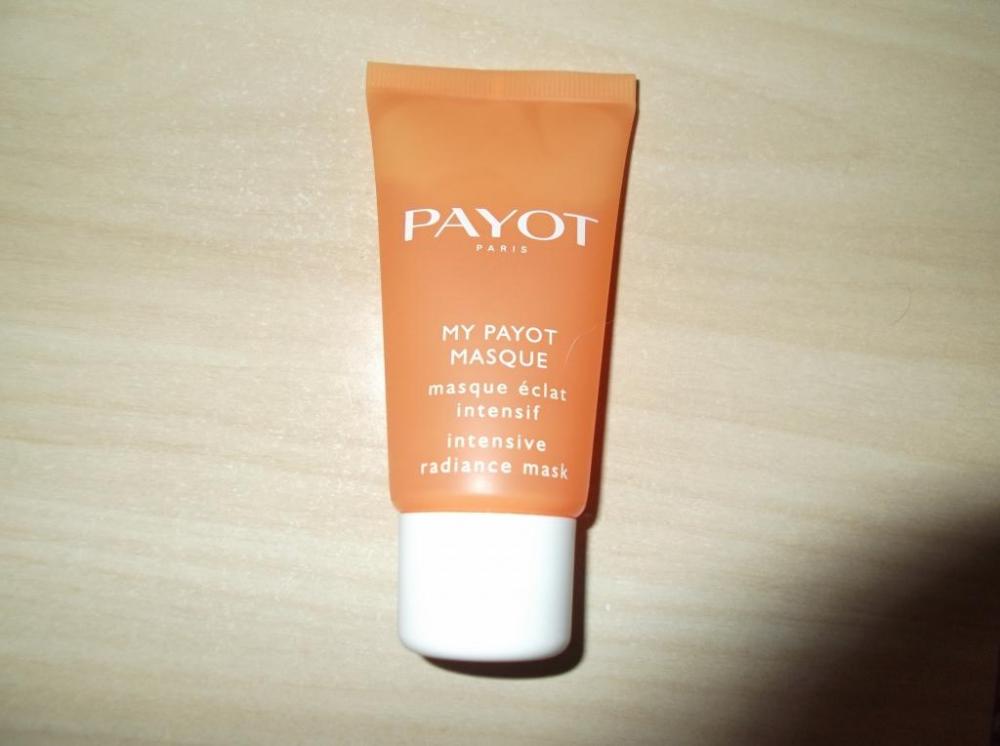 PAYOT
PARIS
MY PAYOT
MASQUE
masque éclat
intensif
intensive
radiance mask